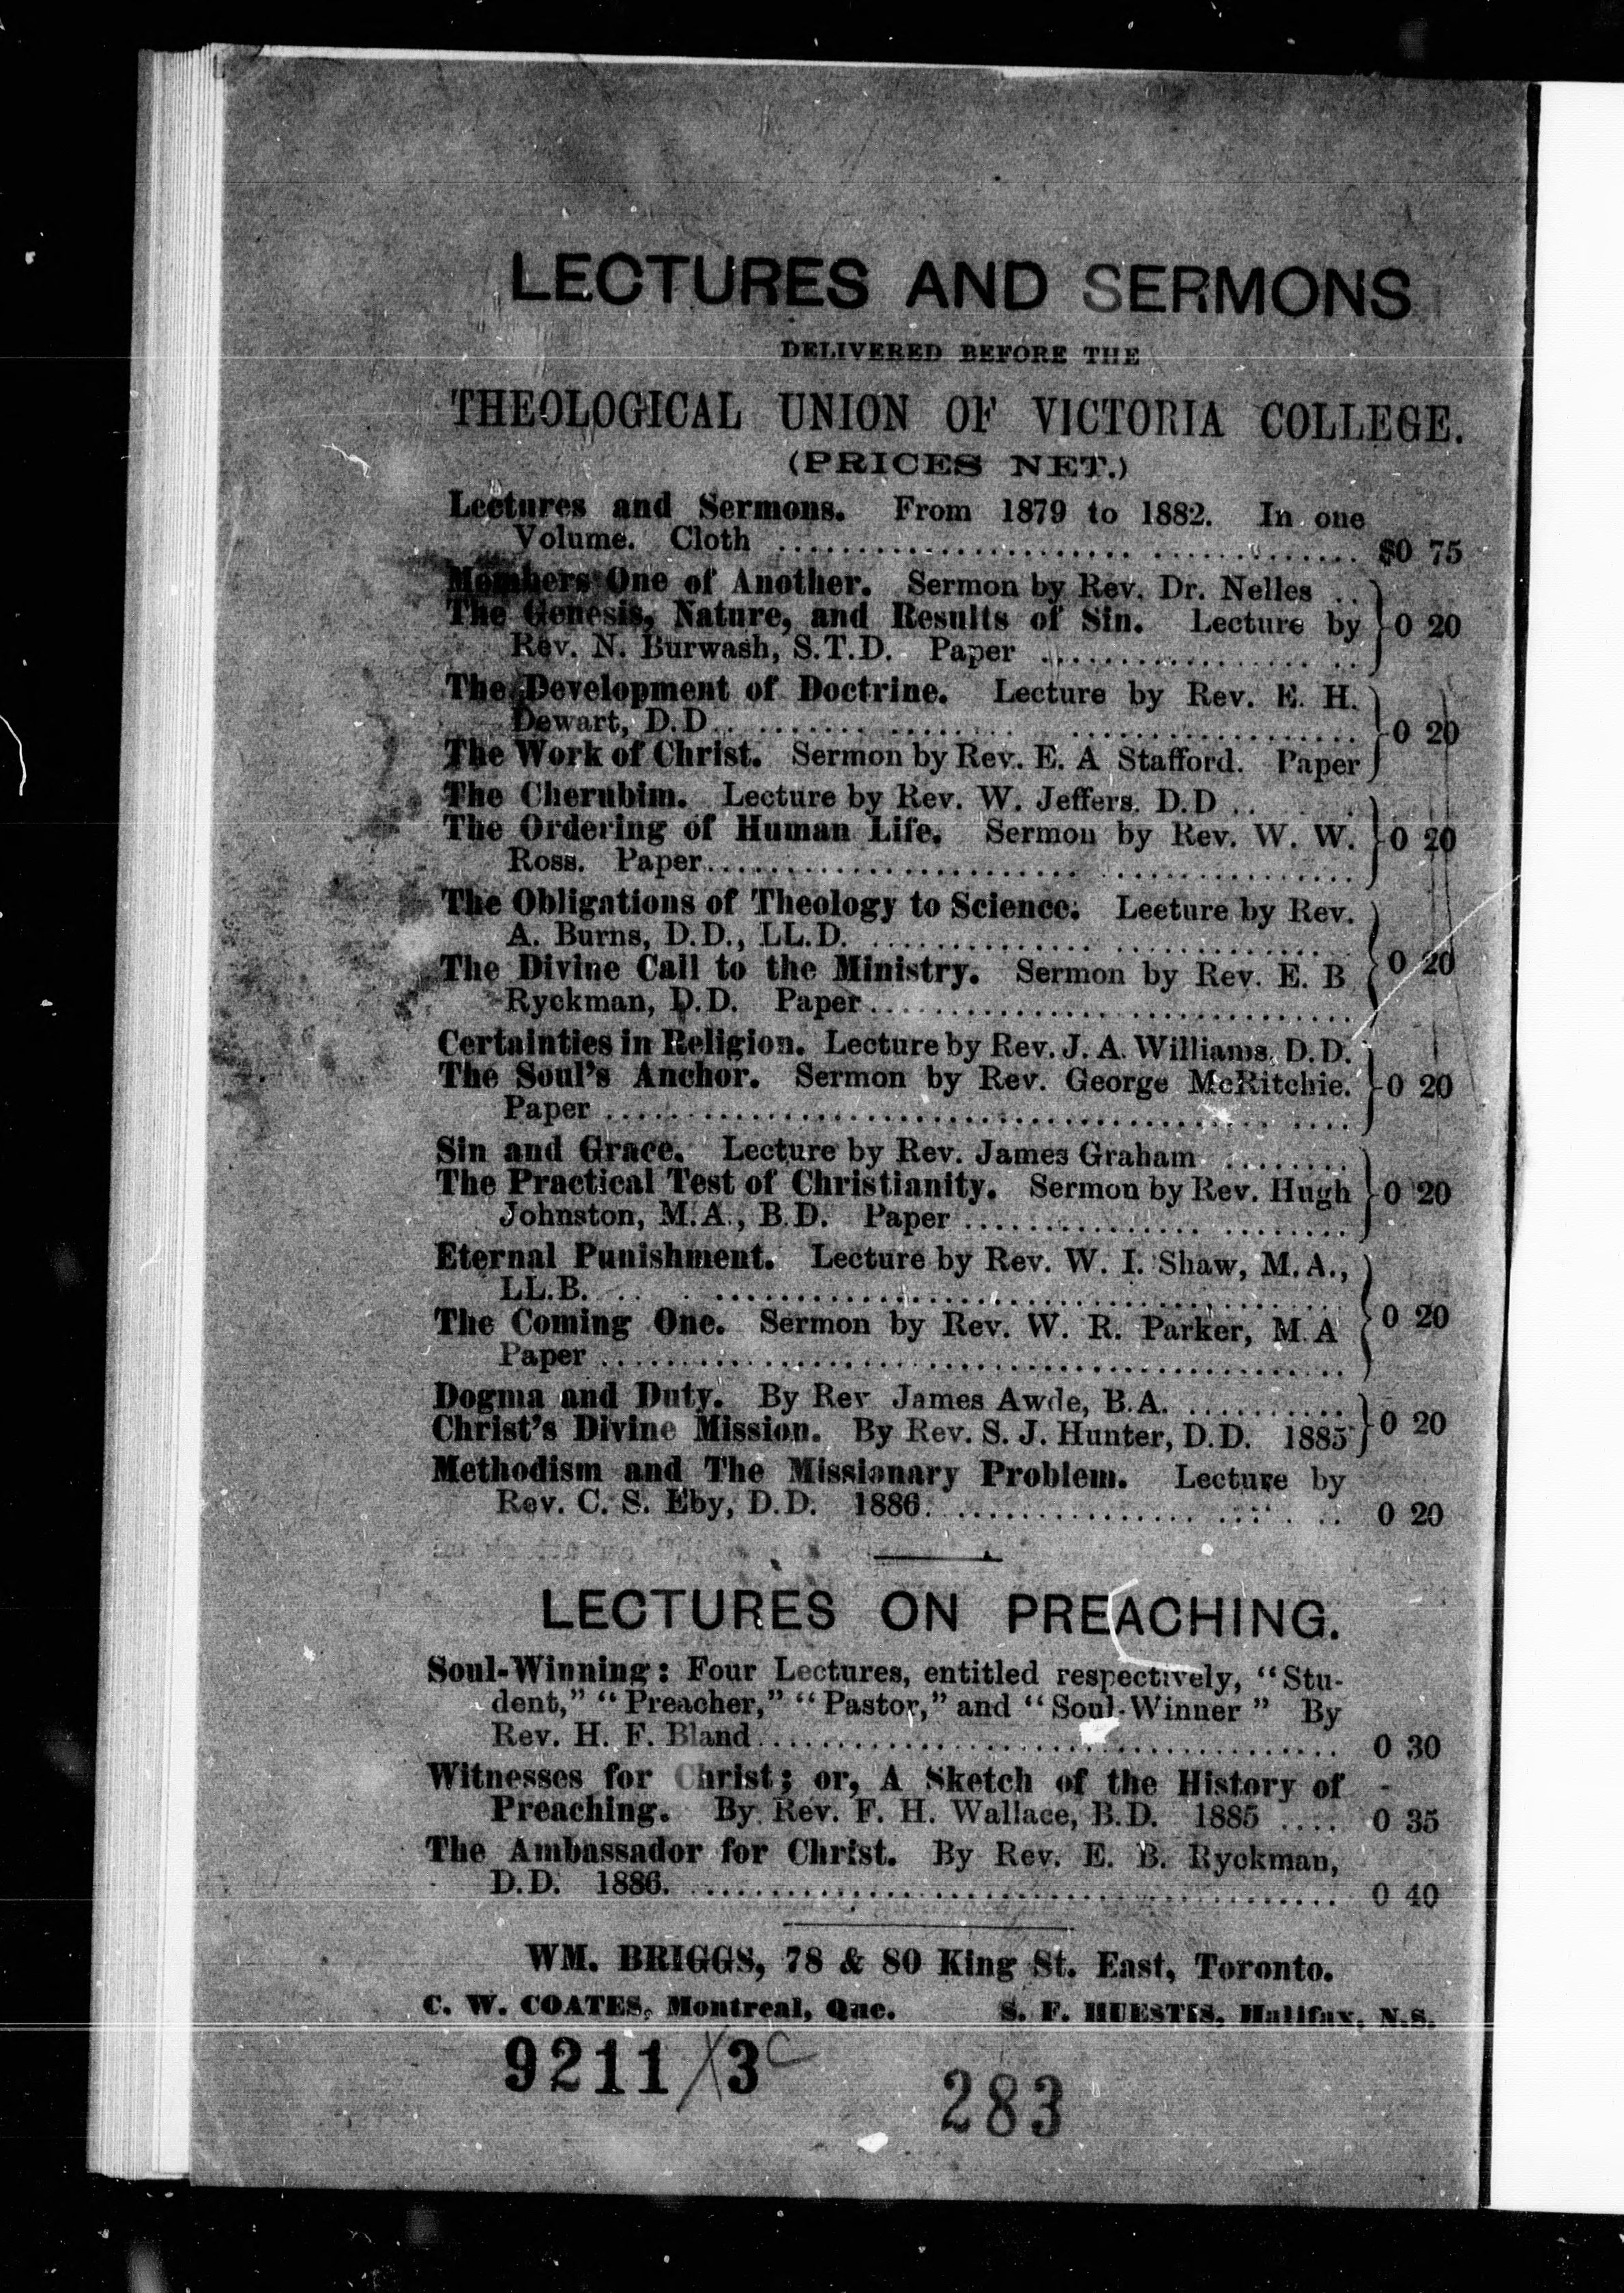 LECTURES AND SERMONS
DELIVERED BEFORE THE
THEOLOGICAL UNION OF VICTORIA COLLEGE.
(PRICES NET.)
Lectures and Sermons. From 1879 to 1882. In one
Volume. Cloth ........................................ $0 75
Members One of Another. Sermon by Rev. Dr. Nelles ..
The Genesis, Nature, and Results of Sin. Lecture by } 0 20
Rev. N. Burwash, S.T.D. Paper ....................
The Development of Doctrine. Lecture by Rev. E. H.
Dewart, D.D. ........................................ } 0 20
The Work of Christ. Sermon by Rev. E. A Stafford. Paper
The Cherubim. Lecture by Rev. W. Jeffers. D.D ..
The Ordering of Human Life. Sermon by Rev. W. W. } 0 20
Ross. Paper........................................
The Obligations of Theology to Science. Lecture by Rev.
A. Burns, D.D., LL.D. ..............................
The Divine Call to the Ministry. Sermon by Rev. E. B } 0 20
Ryckman, D.D. Paper..............................
Certainties in Religion. Lecture by Rev. J. A. Williams, D.D.
The Soul's Anchor. Sermon by Rev. George McRitchie. } 0 20
Paper ..................................................
Sin and Grace. Lecture by Rev. James Graham ........
The Practical Test of Christianity. Sermon by Rev. Hugh } 0 20
Johnston, M.A., B.D. Paper ........................
Eternal Punishment. Lecture by Rev. W. I. Shaw, M.A.,
LL.B. ..................................................
The Coming One. Sermon by Rev. W. R. Parker, M.A } 0 20
Paper ..................................................
Dogma and Duty. By Rev James Awde, B.A. ..........
Christ's Divine Mission. By Rev. S. J. Hunter, D.D. 1885 } 0 20
Methodism and The Missionary Problem. Lecture by
Rev. C. S. Eby, D.D. 1886. ........................ 0 20
LECTURES ON PREACHING.
Soul-Winning: Four Lectures, entitled respectively, "Stu-
dent," "Preacher," "Pastor," and "Soul-Winner" By
Rev. H. F. Bland...................................... 0 30
Witnesses for Christ; or, A Sketch of the History of
Preaching. By Rev. F. H. Wallace, B.D. 1885 .... 0 35
The Ambassador for Christ. By Rev. E. B. Ryckman,
D.D. 1886. ........................................ 0 40
WM. BRIGGS, 78 & 80 King St. East, Toronto.
C. W. COATES, Montreal, Que. S. F. HUESTIS, Halifax, N.S.
9211 X3 C
283